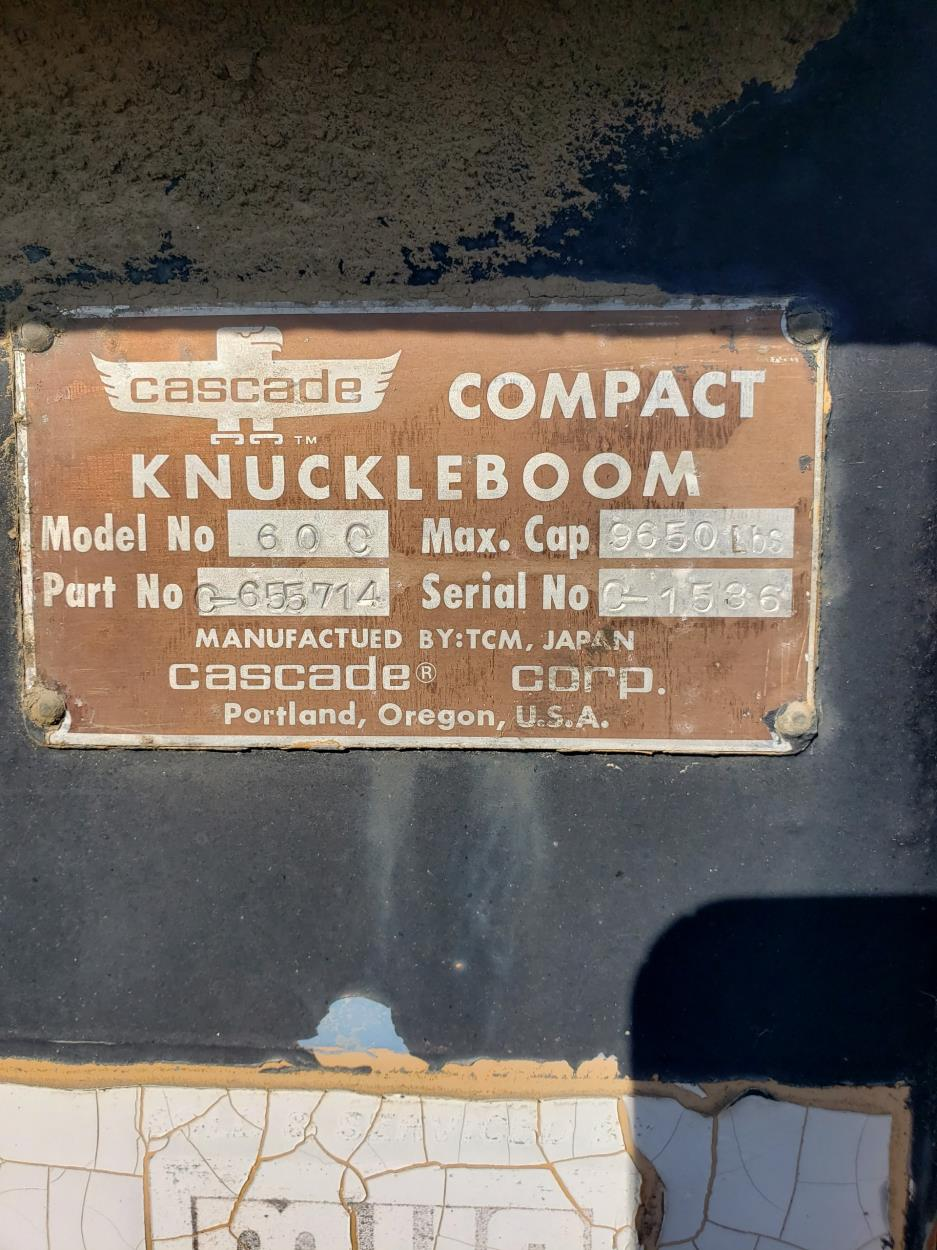 cascade TM COMPACT
KNUCKLEBOOM
Model No 60C Max. Cap 9650 Lbs
Part No C-655714 Serial No C-1536
MANUFACTUED BY:TCM, JAPAN
cascade® corp.
Portland, Oregon, U.S.A.